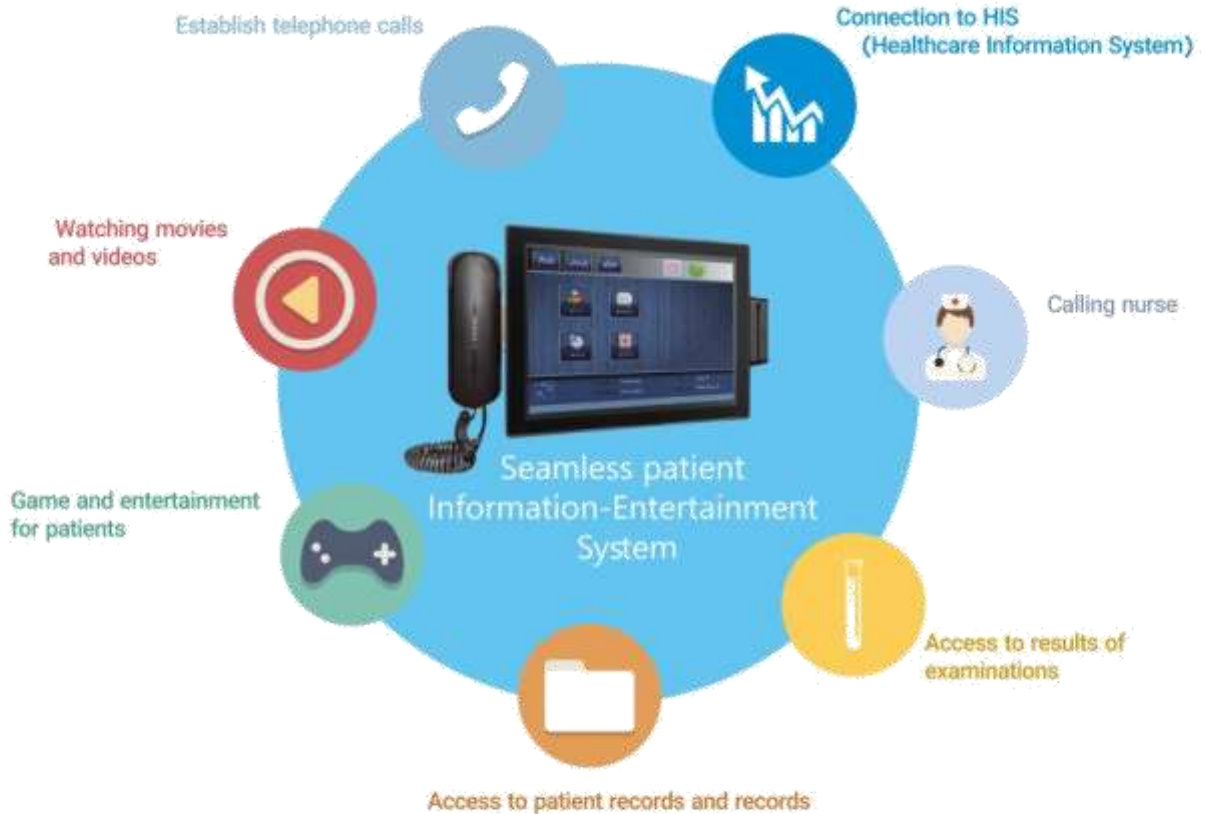 Establish telephone calls
Connection to HIS
(Healthcare Information System)
Watching movies
and videos
Calling nurse
Seamless patient
Information-Entertainment
System
Game and entertainment
for patients
Access to results of
examinations
Access to patient records and records